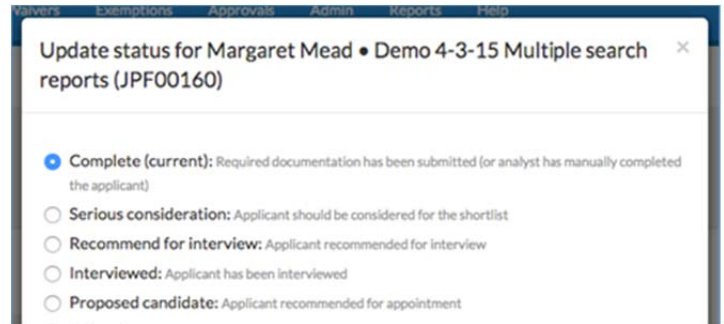 Waivers Exemptions Approvals Admin Reports Help
Update status for Margaret Mead • Demo 4-3-15 Multiple search
reports (JPF00160)
×
Complete (current): Required documentation has been submitted (or analyst has manually completed
the applicant)
Serious consideration: Applicant should be considered for the shortlist
Recommend for interview: Applicant recommended for interview
Interviewed: Applicant has been interviewed
Proposed candidate: Applicant recommended for appointment